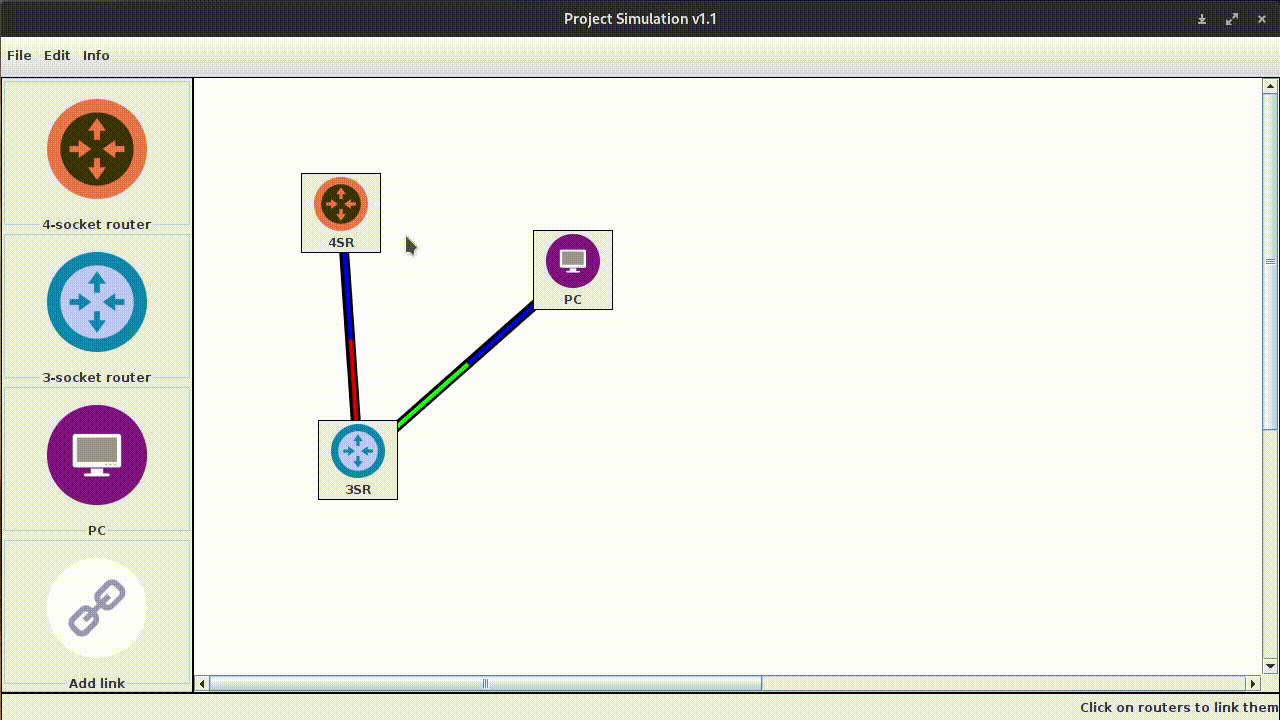 Project Simulation v1.1
File Edit Info
4-socket router
3-socket router
PC
Add link
4SR
PC
3SR
Click on routers to link them